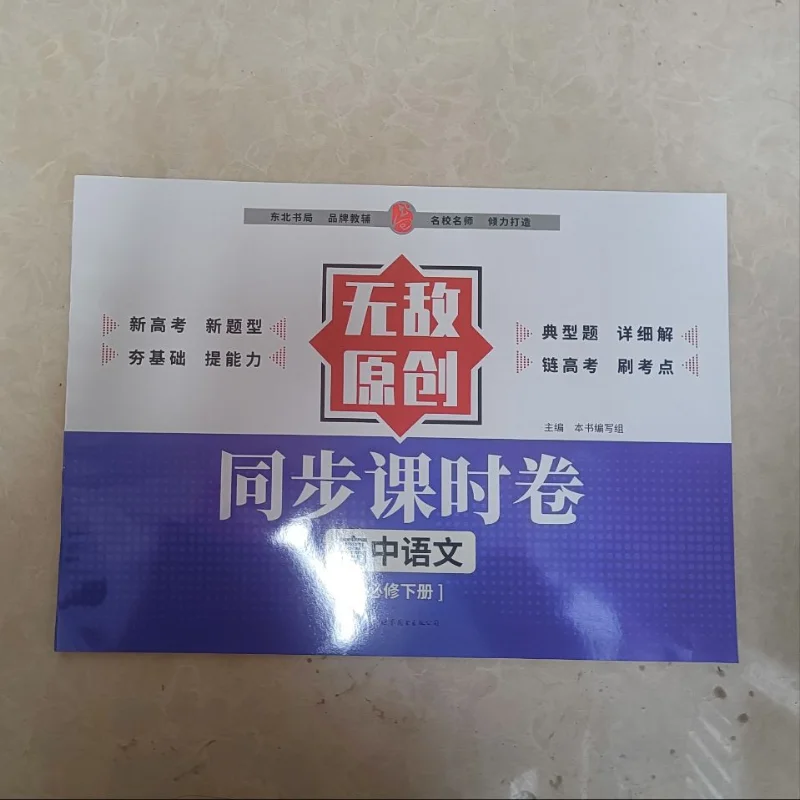 东北书局 品牌教辅 名校名师 倾力打造
无敌
原创
新高考 新题型
夯基础 提能力
典型题 详细解
链高考 刷考点
主编 本书编写组
同步课时卷
高中语文
必修下册]